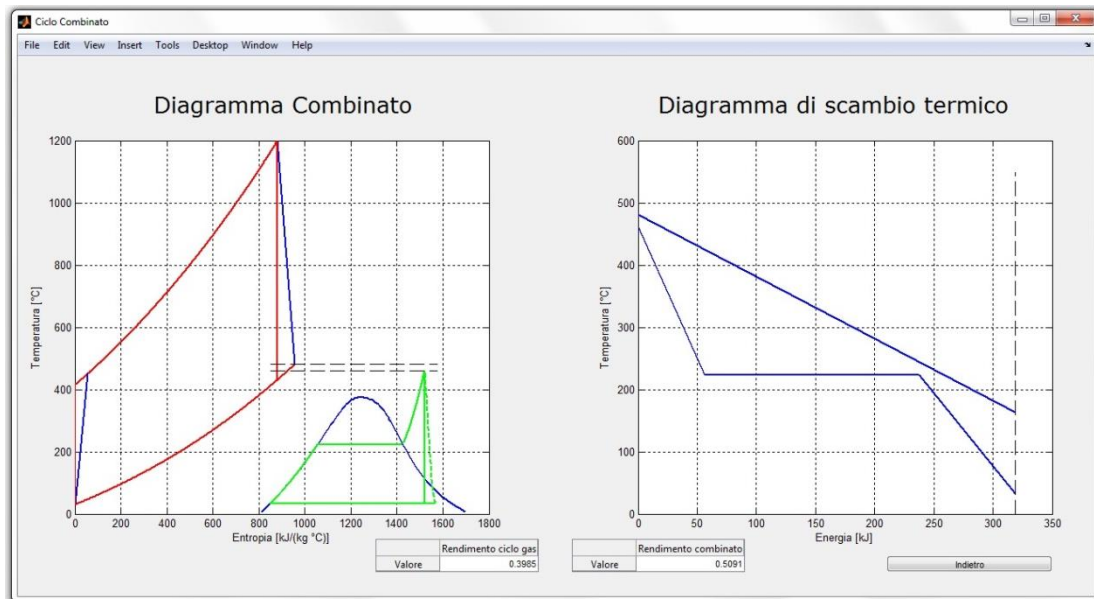 Ciclo Combinato
File Edit View Insert Tools Desktop Window Help
Diagramma Combinato
Diagramma di scambio termico
1200
1000
800
600
400
200
0
Temperatura [°C]
0 200 400 600 800 1000 1200 1400 1600 1800
Entropia [kJ/(kg °C)]
600
500
400
300
200
100
0
Temperatura [°C]
0 50 100 150 200 250 300 350
Energia [kJ]
Rendimento ciclo gas
Valore 0.3985
Rendimento combinato
Valore 0.5091
Indietro